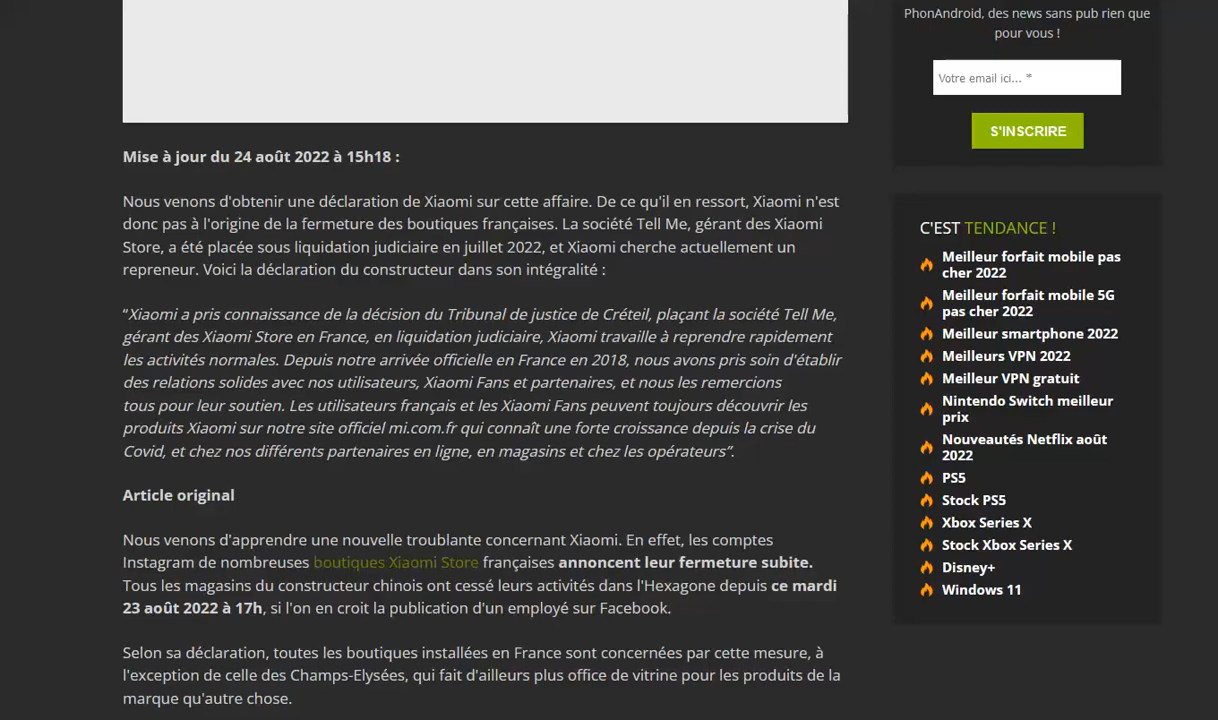 Mise à jour du 24 août 2022 à 15h18 :
Nous venons d'obtenir une déclaration de Xiaomi sur cette affaire. De ce qu'il en ressort, Xiaomi n'est
donc pas à l'origine de la fermeture des boutiques françaises. La société Tell Me, gérant des Xiaomi
Store, a été placée sous liquidation judiciaire en juillet 2022, et Xiaomi cherche actuellement un
repreneur. Voici la déclaration du constructeur dans son intégralité :
“Xiaomi a pris connaissance de la décision du Tribunal de justice de Créteil, plaçant la société Tell Me,
gérant des Xiaomi Store en France, en liquidation judiciaire, Xiaomi travaille à reprendre rapidement
les activités normales. Depuis notre arrivée officielle en France en 2018, nous avons pris soin d'établir
des relations solides avec nos utilisateurs, Xiaomi Fans et partenaires, et nous les remercions
tous pour leur soutien. Les utilisateurs français et les Xiaomi Fans peuvent toujours découvrir les
produits Xiaomi sur notre site officiel mi.com.fr qui connaît une forte croissance depuis la crise du
Covid, et chez nos différents partenaires en ligne, en magasins et chez les opérateurs”.
Article original
Nous venons d'apprendre une nouvelle troublante concernant Xiaomi. En effet, les comptes
Instagram de nombreuses boutiques Xiaomi Store françaises annoncent leur fermeture subite.
Tous les magasins du constructeur chinois ont cessé leurs activités dans l'Hexagone depuis ce mardi
23 août 2022 à 17h, si l'on en croit la publication d'un employé sur Facebook.
Selon sa déclaration, toutes les boutiques installées en France sont concernées par cette mesure, à
l'exception de celle des Champs-Elysées, qui fait d'ailleurs plus office de vitrine pour les produits de la
marque qu'autre chose.
PhonAndroid, des news sans pub rien que
pour vous !
Votre email ici... *
S'INSCRIRE
C'EST TENDANCE !
Meilleur forfait mobile pas
cher 2022
Meilleur forfait mobile 5G
pas cher 2022
Meilleur smartphone 2022
Meilleurs VPN 2022
Meilleur VPN gratuit
Nintendo Switch meilleur
prix
Nouveautés Netflix août
2022
PS5
Stock PS5
Xbox Series X
Stock Xbox Series X
Disney+
Windows 11